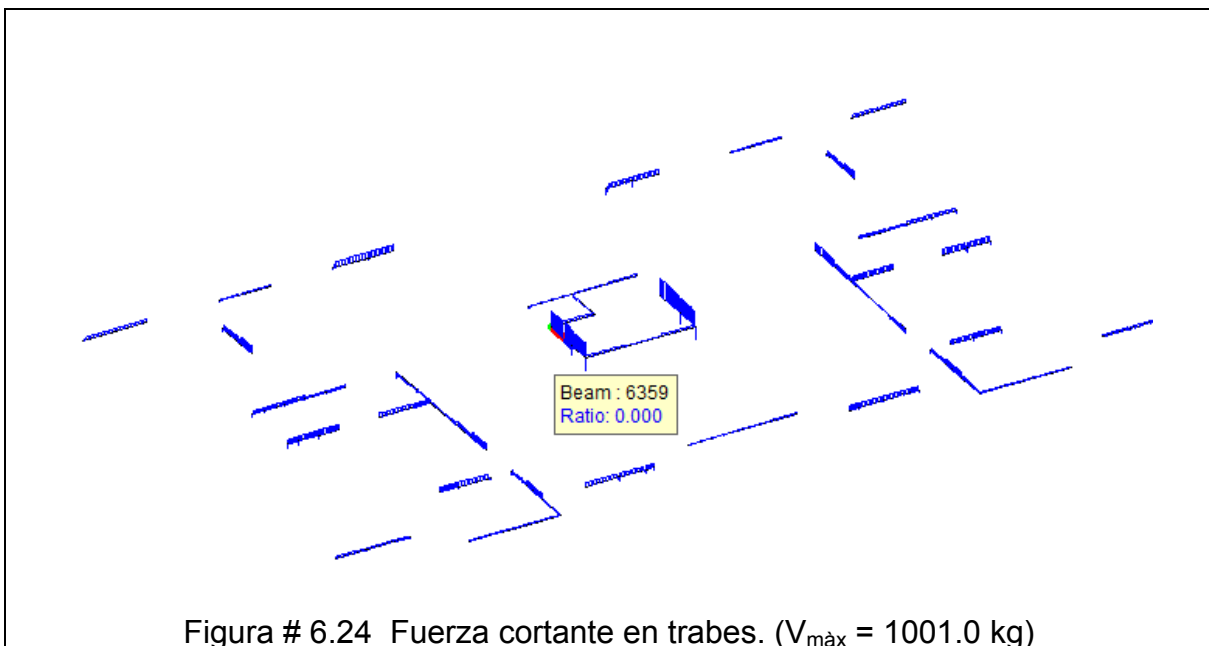 Beam : 6359
Ratio: 0.000
Figura # 6.24 Fuerza cortante en trabes. (Vmàx = 1001.0 kg)